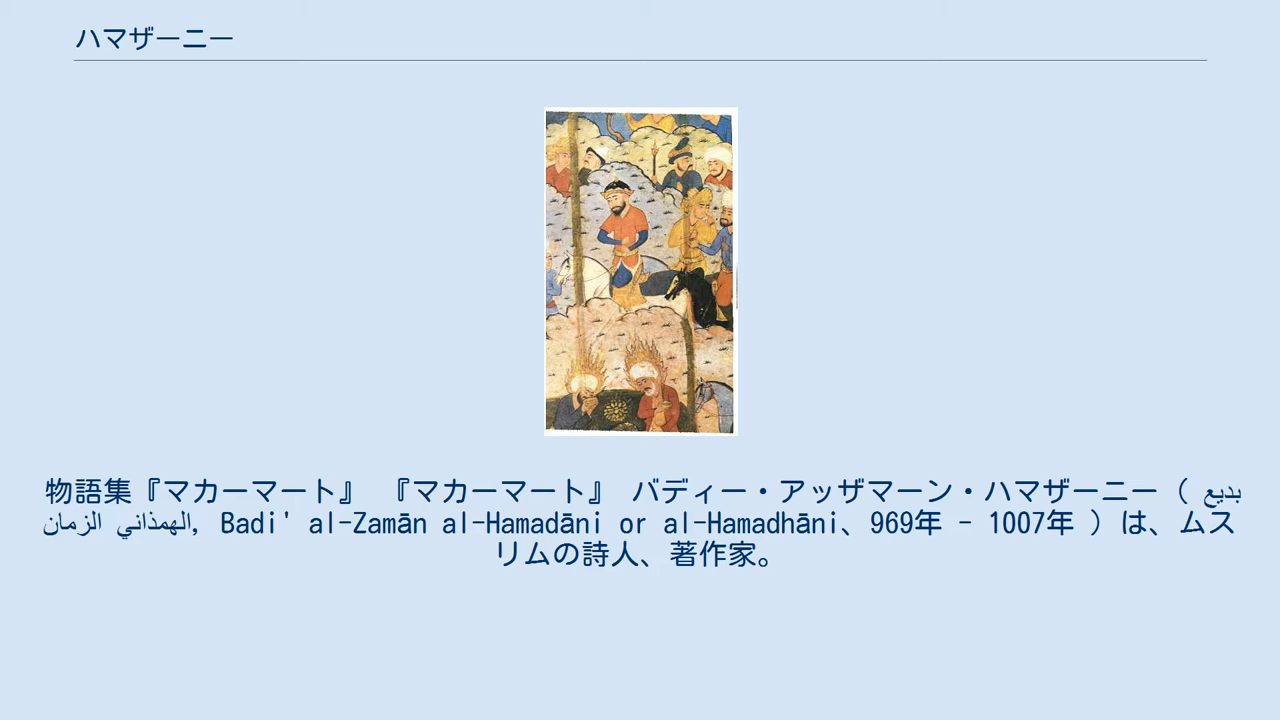 ハマザーニー
物語集『マカーマート』 『マカーマート』 バディー・アッザマーン・ハマザーニー ( بديع
الهمذاني الزمان, Badi' al-Zamān al-Hamadāni or al-Hamadhāni、969年 - 1007年 ) は、ムス
リムの詩人、著作家。